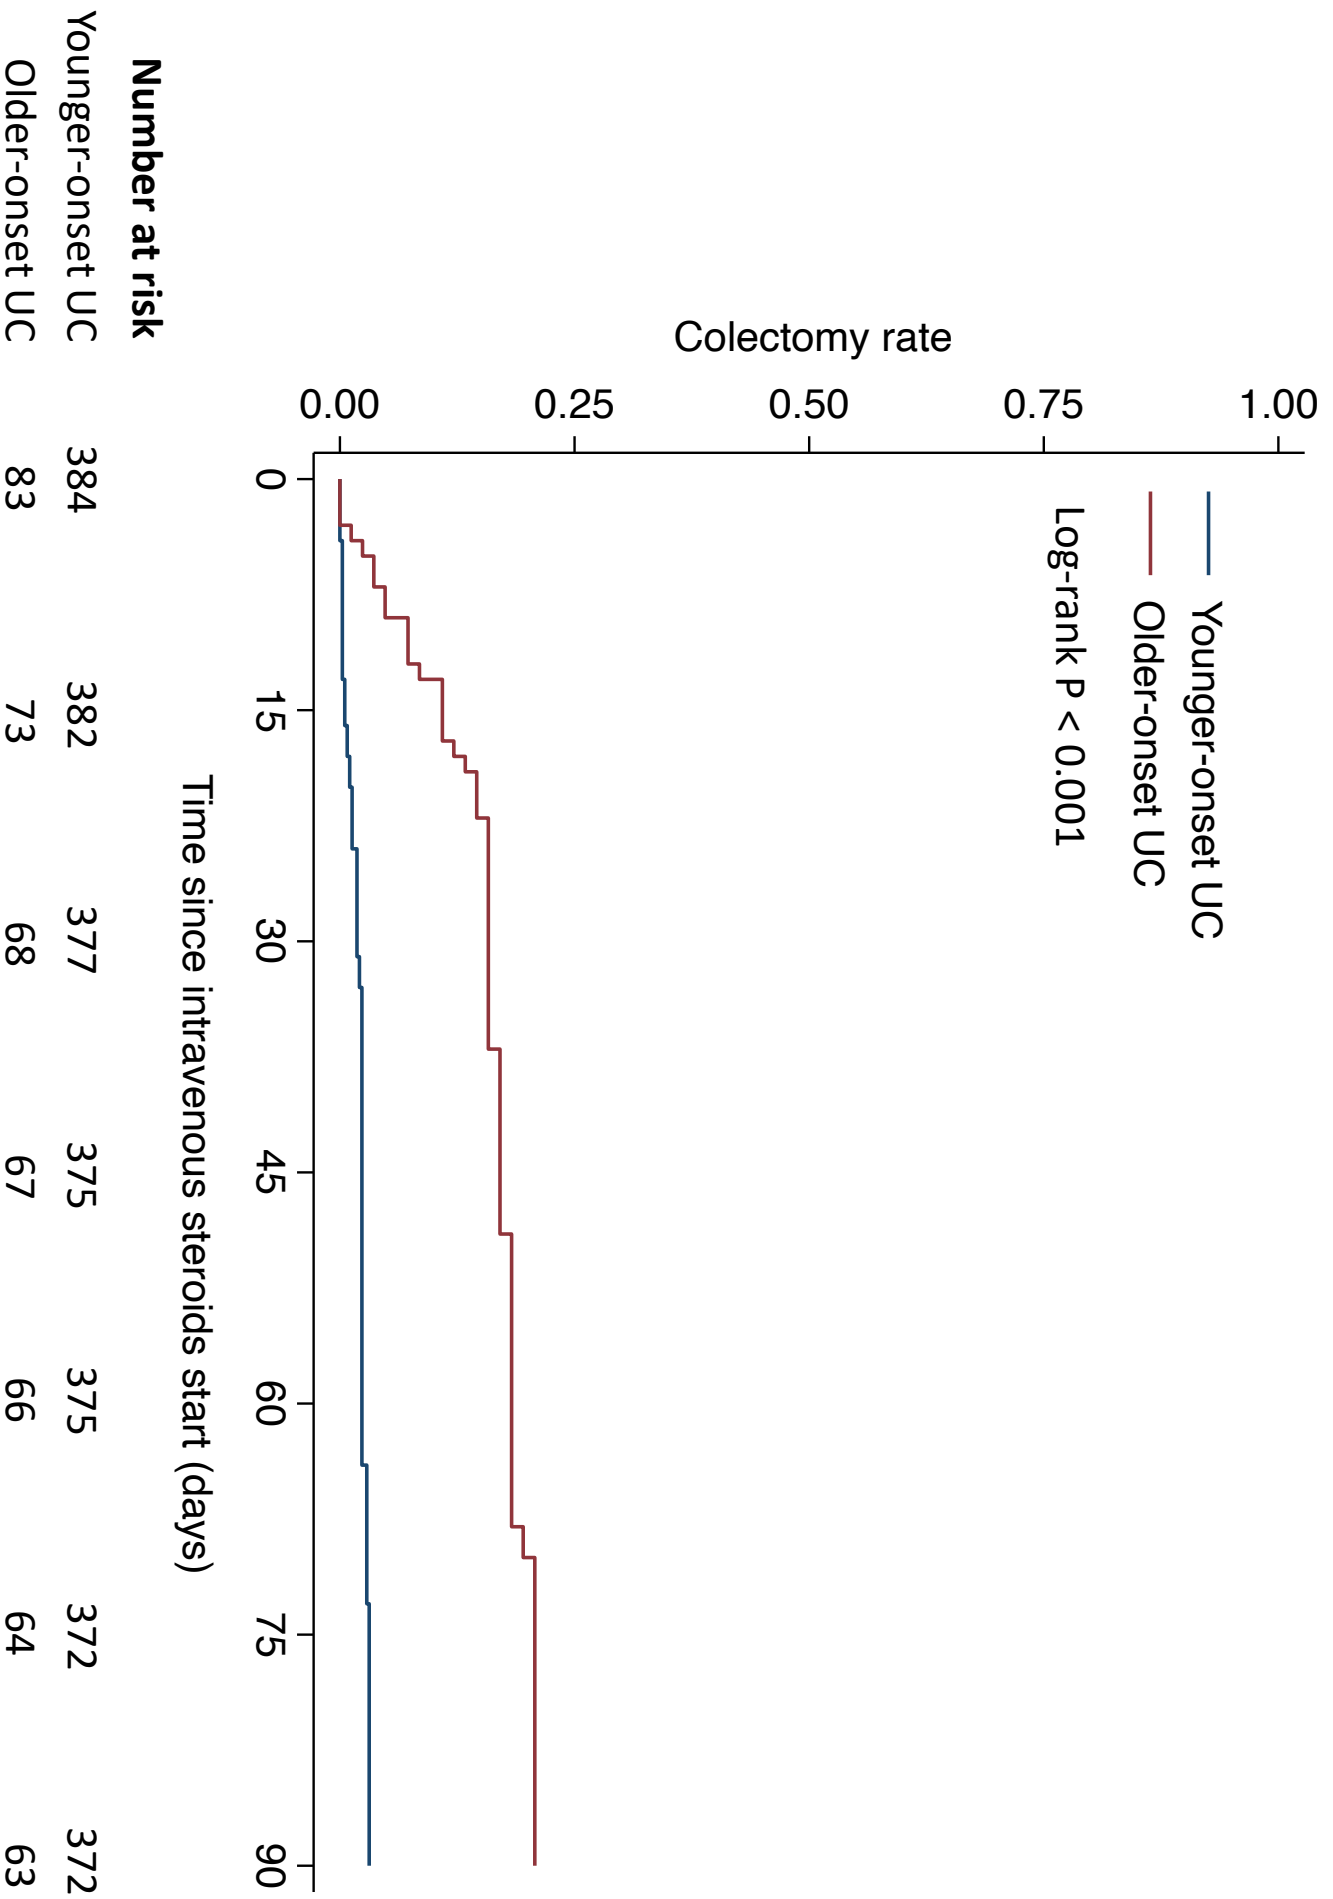 Younger-onset UC
Older-onset UC
Log-rank P < 0.001
Colectomy rate
1.00
0.75
0.50
0.25
0.00
0 15 30 45 60 75 90
Time since intravenous steroids start (days)
Number at risk
Younger-onset UC 384 382 377 375 375 372 372
Older-onset UC 83 73 68 67 66 64 63